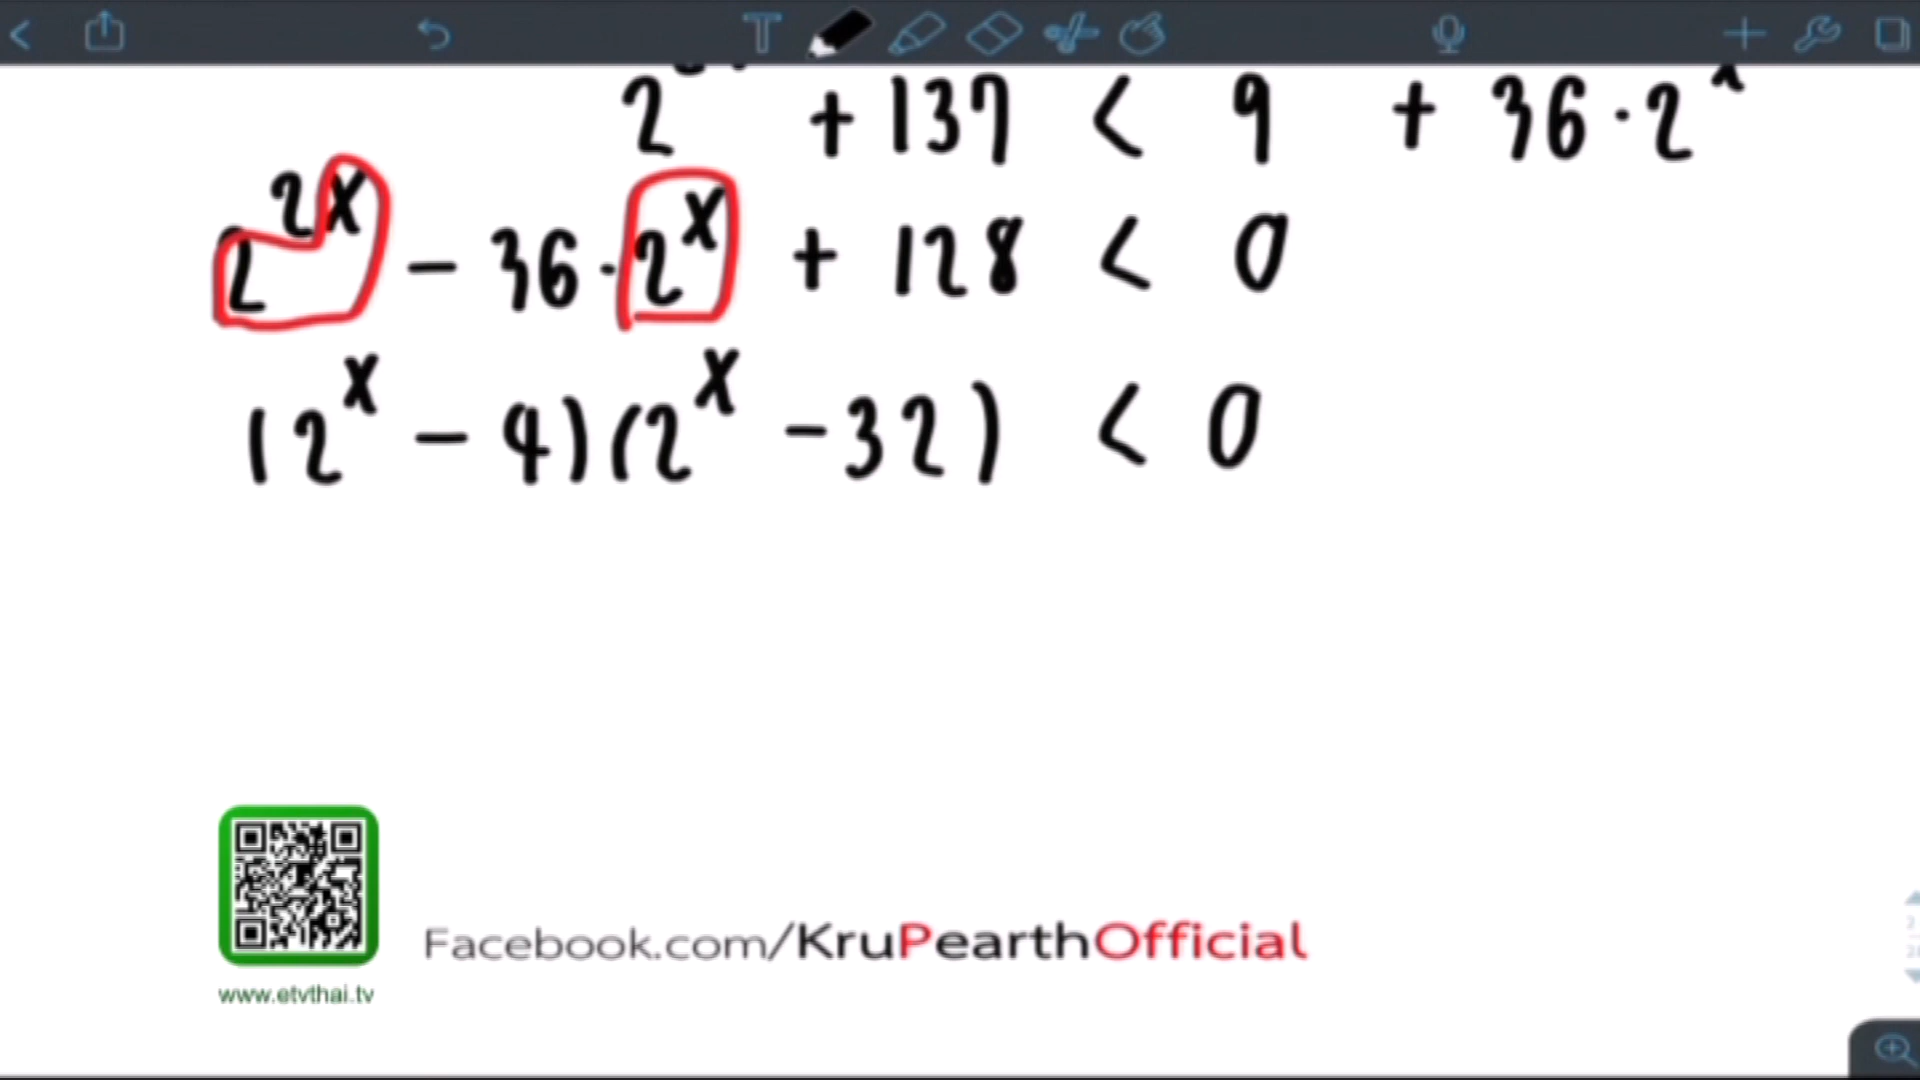 2 + 137 < 9 + 36 · 2^x
2^{2x} − 36 · 2^x + 128 < 0
(2^x − 4)(2^x − 32) < 0
Facebook.com/KruPearthOfficial
www.etvthai.tv